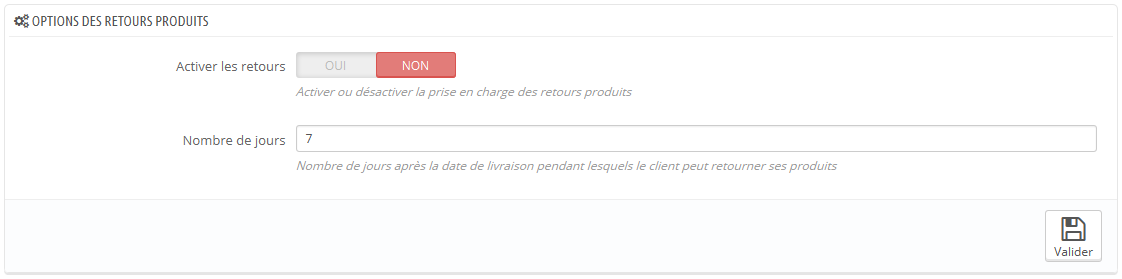 OPTIONS DES RETOURS PRODUITS
Activer les retours
OUI
NON
Activer ou désactiver la prise en charge des retours produits
Nombre de jours
7
Nombre de jours après la date de livraison pendant lesquels le client peut retourner ses produits
Valider